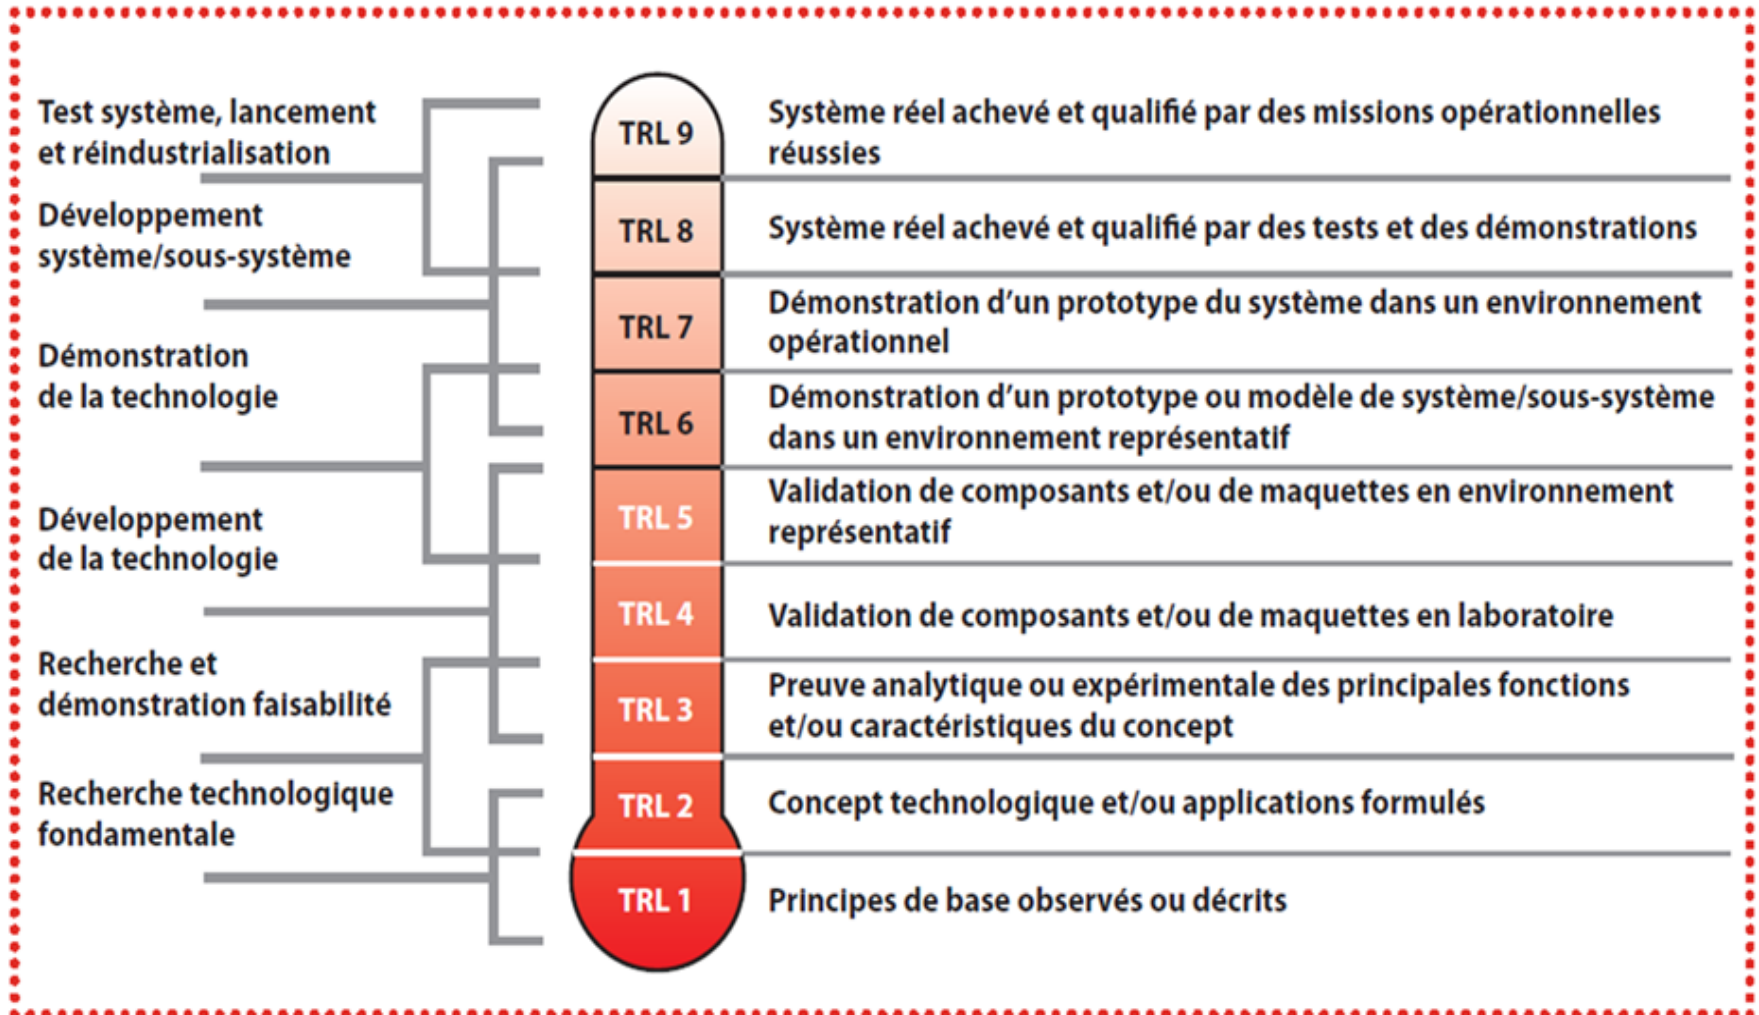 Test système, lancement
et réindustrialisation
Développement
système/sous-système
Démonstration
de la technologie
Développement
de la technologie
Recherche et
démonstration faisabilité
Recherche technologique
fondamentale
TRL 9
Système réel achevé et qualifié par des missions opérationnelles
réussies
TRL 8
Système réel achevé et qualifié par des tests et des démonstrations
TRL 7
Démonstration d’un prototype du système dans un environnement
opérationnel
TRL 6
Démonstration d’un prototype ou modèle de système/sous-système
dans un environnement représentatif
TRL 5
Validation de composants et/ou de maquettes en environnement
représentatif
TRL 4
Validation de composants et/ou de maquettes en laboratoire
TRL 3
Preuve analytique ou expérimentale des principales fonctions
et/ou caractéristiques du concept
TRL 2
Concept technologique et/ou applications formulés
TRL 1
Principes de base observés ou décrits